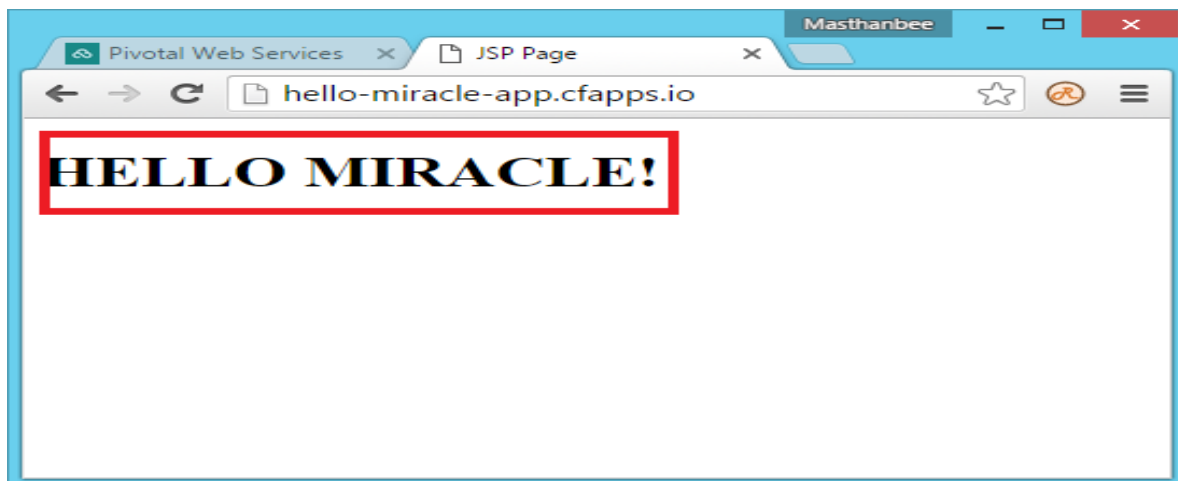 Masthanbee
Pivotal Web Services
JSP Page
hello-miracle-app.cfapps.io
HELLO MIRACLE!